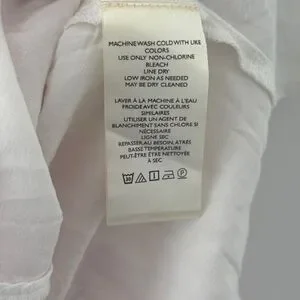 MACHINE WASH COLD WITH LIKE
COLORS
USE ONLY NON-CHLORINE
BLEACH
LINE DRY
LOW IRON AS NEEDED
MAY BE DRY CLEANED
LAVER À LA MACHINE À L'EAU
FROIDE AVEC COULEURS
SIMILAIRES
UTILISER UN AGENT DE
BLANCHIMENT SANS CHLORE SI
NÉCESSAIRE
LIGNE SEC
REPASSER AU BESOIN, À TRÈS
BASSE TEMPÉRATURE
PEUT-ÊTRE ÊTRE NETTOYÉE
À SEC
30
P